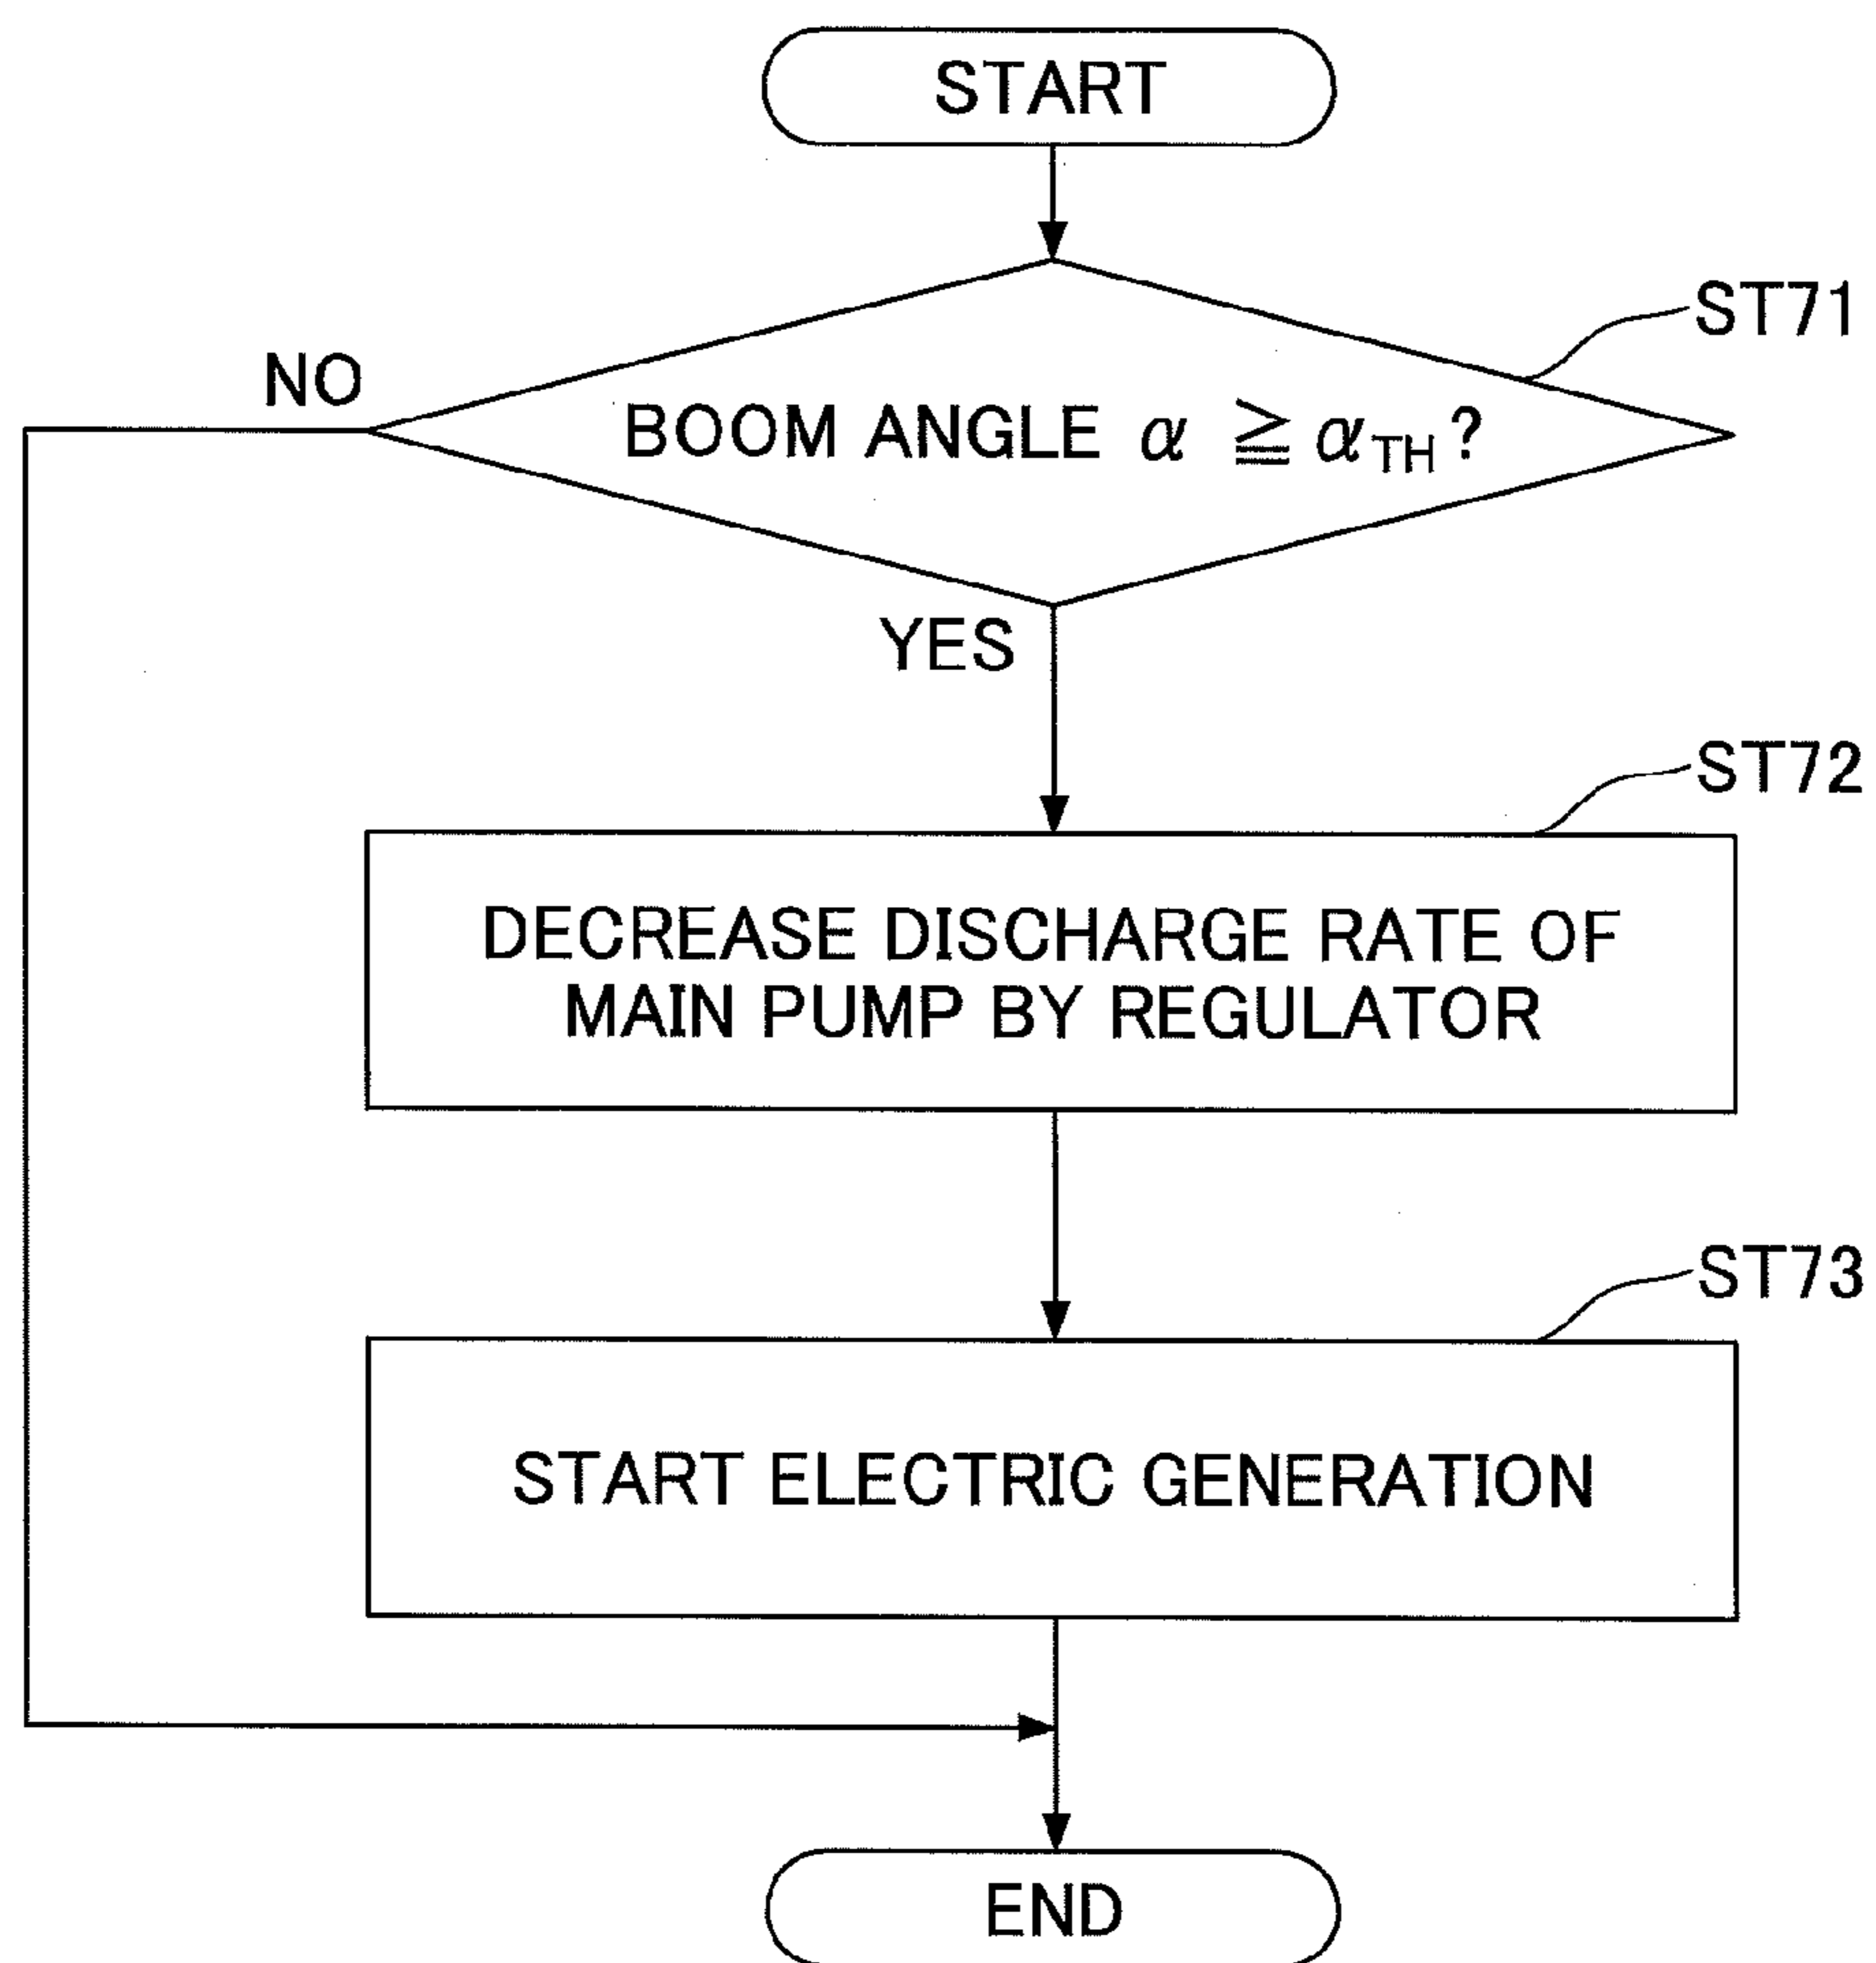 START
ST71
NO
BOOM ANGLE α ≧ αTH?
YES
ST72
DECREASE DISCHARGE RATE OF
MAIN PUMP BY REGULATOR
ST73
START ELECTRIC GENERATION
END